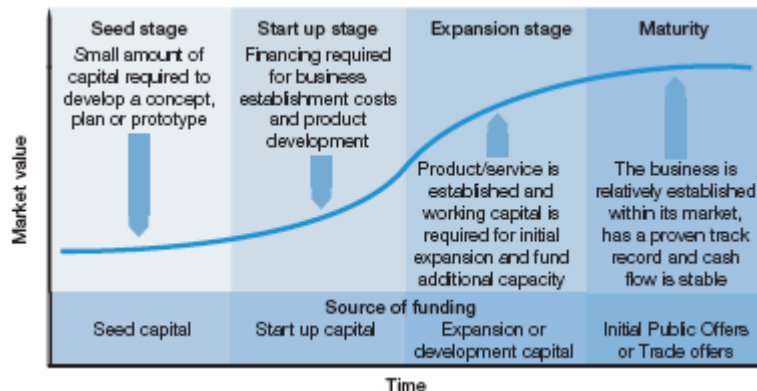 Seed stage
Small amount of
capital required to
develop a concept,
plan or prototype
Start up stage
Financing required
for business
establishment costs
and product
development
Expansion stage
Product/service is
established and
working capital is
required for initial
expansion and fund
additional capacity
Maturity
The business is
relatively established
within its market,
has a proven track
record and cash
flow is stable
Market value
Source of funding
Seed capital
Start up capital
Expansion or
development capital
Initial Public Offers
or Trade offers
Time